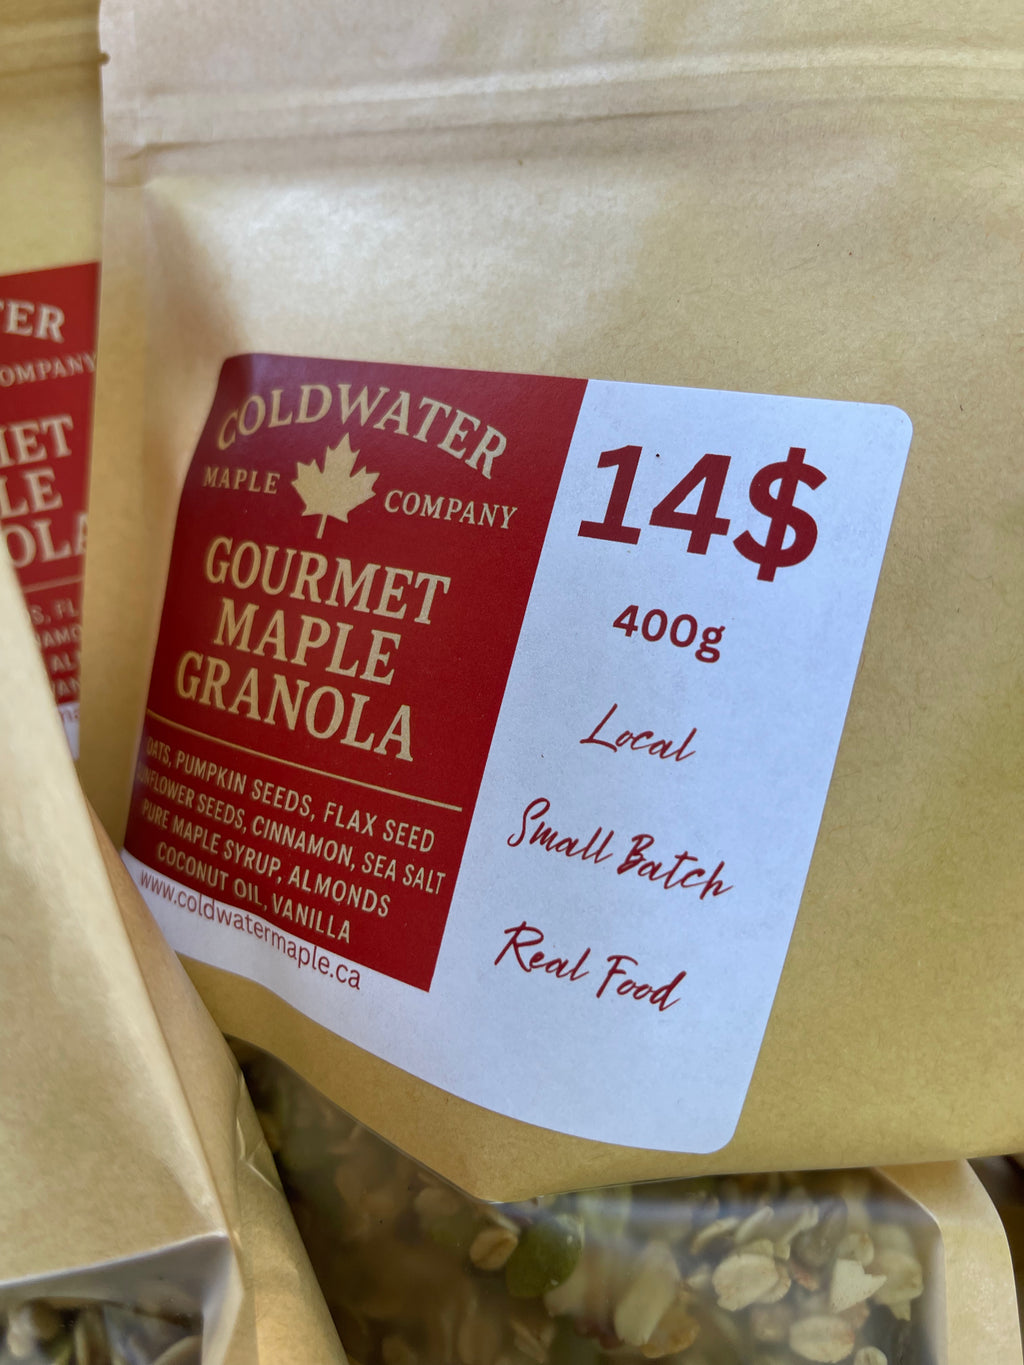 COLDWATER
MAPLE COMPANY
GOURMET
MAPLE
GRANOLA
OATS, PUMPKIN SEEDS, FLAX SEED
SUNFLOWER SEEDS, CINNAMON, SEA SALT
PURE MAPLE SYRUP, ALMONDS
COCONUT OIL, VANILLA
www.coldwatermaple.ca
14$
400g
Local
Small Batch
Real Food
TER
OMPANY
MET
LE
OLA